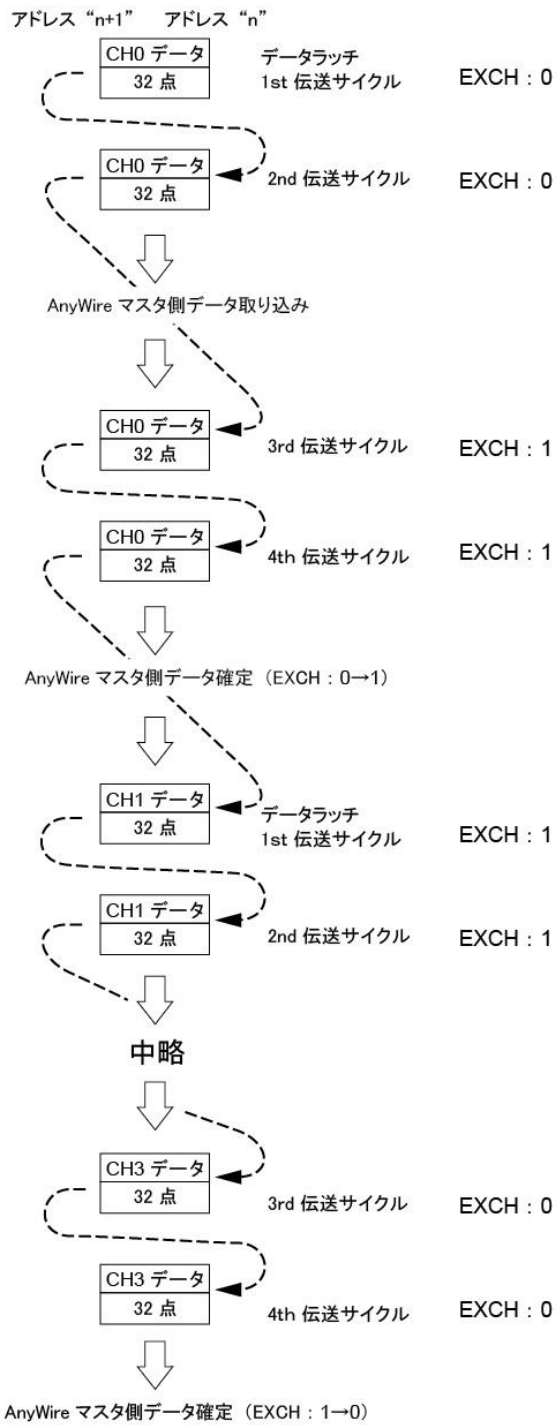 アドレス “n+1”　アドレス “n”
CH0 データ
32 点
データラッチ
1st 伝送サイクル
EXCH : 0
CH0 データ
32 点
2nd 伝送サイクル
EXCH : 0
AnyWire マスタ側データ取り込み
CH0 データ
32 点
3rd 伝送サイクル
EXCH : 1
CH0 データ
32 点
4th 伝送サイクル
EXCH : 1
AnyWire マスタ側データ確定（EXCH : 0→1）
CH1 データ
32 点
データラッチ
1st 伝送サイクル
EXCH : 1
CH1 データ
32 点
2nd 伝送サイクル
EXCH : 1
中略
CH3 データ
32 点
3rd 伝送サイクル
EXCH : 0
CH3 データ
32 点
4th 伝送サイクル
EXCH : 0
AnyWire マスタ側データ確定（EXCH : 1→0）